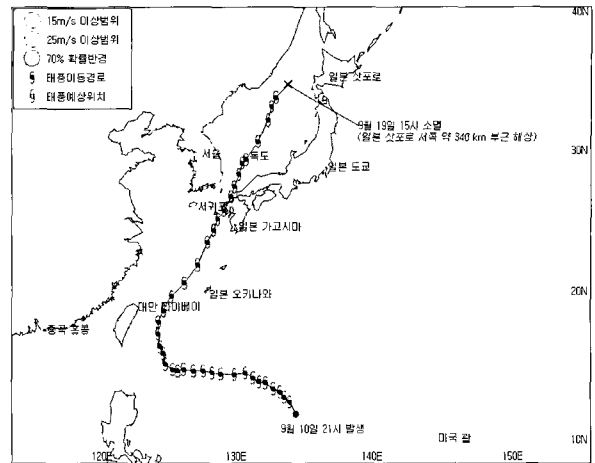 15m/s 이상범위
25m/s 이상범위
70% 확률반경
태풍이동경로
태풍예상위치
40N
일본 삿포로
9월 19일 15시 소멸
(일본 삿포로 서쪽 약 340 km 부근 해상)
서울
독도
30N
일본 도쿄
서귀포
일본 가고시마
일본 오키나와
20N
대만 타이베이
중국 홍콩
9월 10일 21시 발생
미국 괌
10N
120E
130E
140E
150E